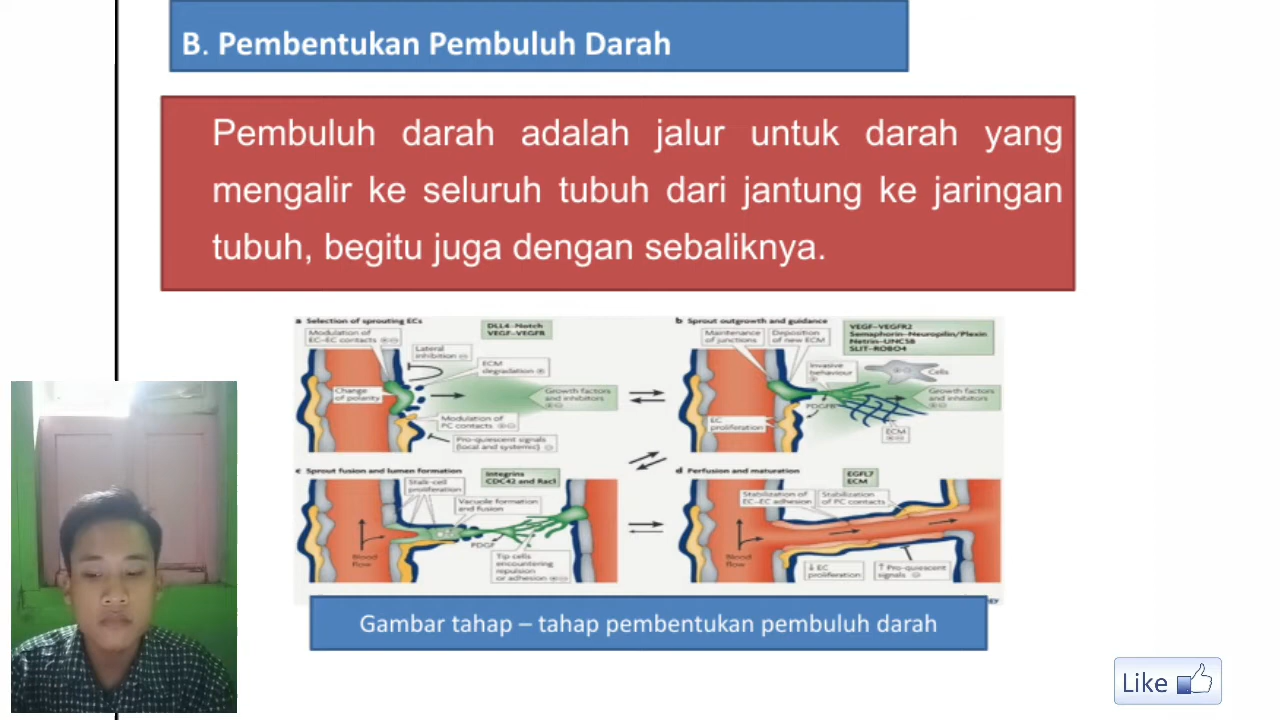 B. Pembentukan Pembuluh Darah
Pembuluh darah adalah jalur untuk darah yang
mengalir ke seluruh tubuh dari jantung ke jaringan
tubuh, begitu juga dengan sebaliknya.
a Selection of sprouting ECs
DLL4–Notch
VEGF–VEGFR
Modulation of
EC–EC contacts
Lateral
inhibition
ECM
degradation
Change
of polarity
Growth factors
and inhibitors
Modulation of
PC contacts
Pro-quiescent signals
(local and systemic)
b Sprout outgrowth and guidance
VEGF–VEGFR2
Semaphorin–Neuropilin/Plexin
Netrin–UNC5B
SLIT–ROBO4
Maintenance
of junctions
Deposition
of new ECM
Invasive
behaviour
Cells
Growth factors
and inhibitors
PDGFB
EC
proliferation
ECM
c Sprout fusion and lumen formation
Integrins
CDC42 and Rac1
Stalk-cell
proliferation
Vacuole formation
and fusion
Blood
flow
PDGF
Tip cells
encountering
repulsion
or adhesion
d Perfusion and maturation
EGFL7
ECM
Stabilization of
EC–EC adhesion
Stabilization
of PC contacts
Blood
flow
↓ EC
proliferation
↑ Pro-quiescent
signals
Gambar tahap – tahap pembentukan pembuluh darah
Like